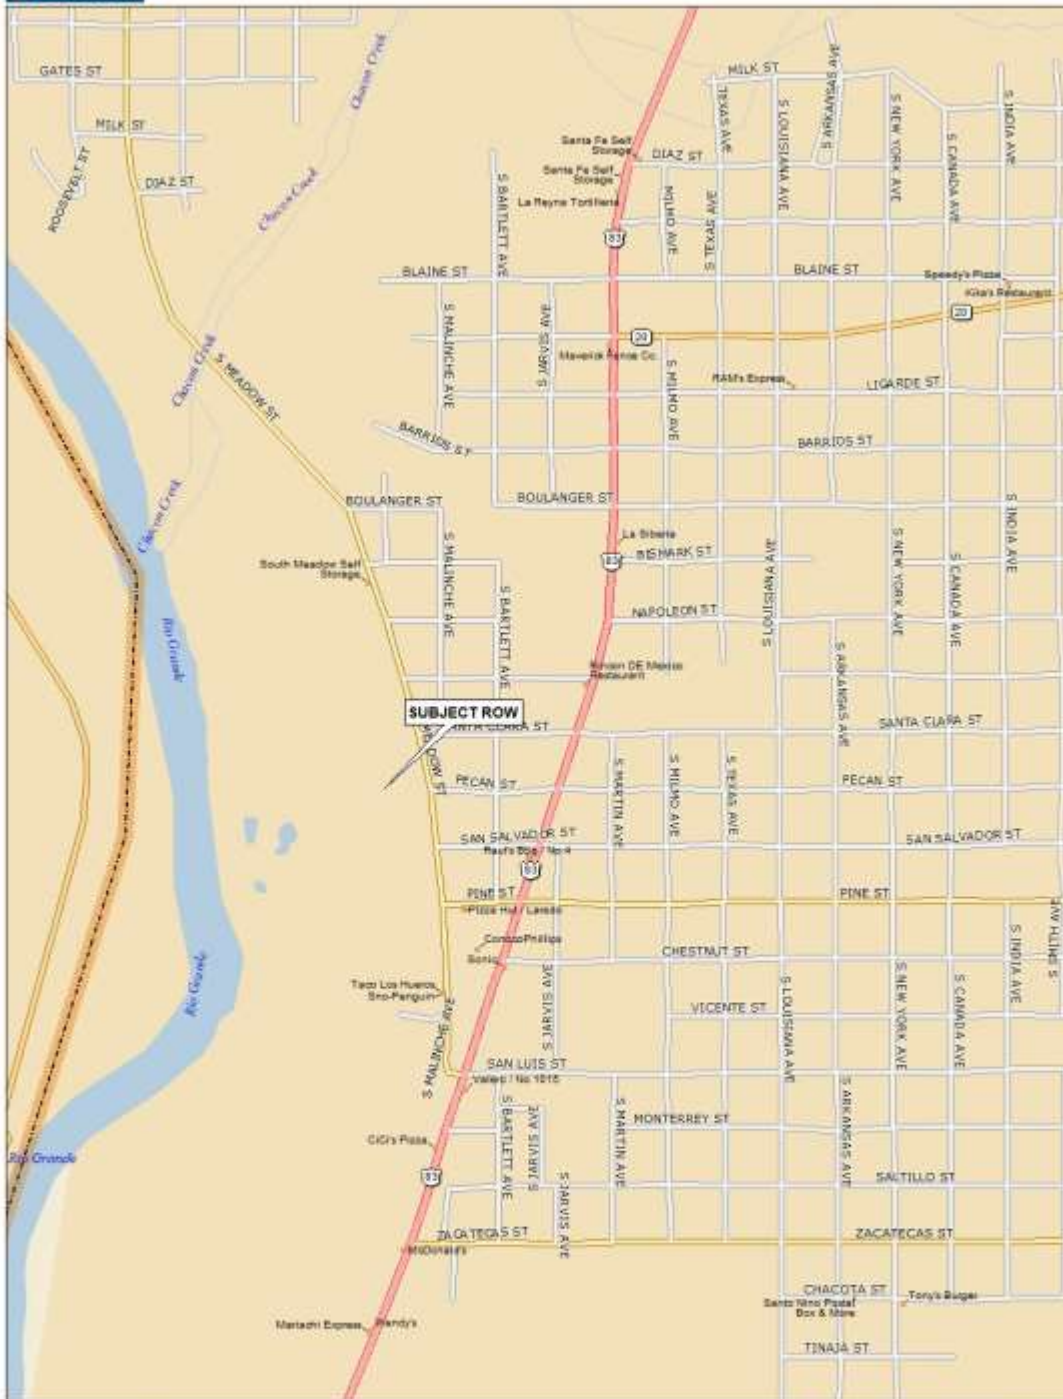 GATES ST
Chacon Creek
MILK ST
ROOSEVELT ST
DIAZ ST
Chacon Creek
MILK ST
TEXAS AVE
S LOUISIANA AVE
S ARKANSAS AVE
S NEW YORK AVE
S CANADA AVE
S INDIA AVE
Santa Fe Self
Storage
DIAZ ST
Santa Fe Self
Storage
La Reyna Tortilleria
S BARTLETT AVE
MILMO AVE
S TEXAS AVE
83
BLAINE ST
BLAINE ST
Speedy's Pizza
Kika's Restaurant
20
S MALINCHE AVE
S JARVIS AVE
20
Maverick Fence Co.
Chacon Creek
S MEADOW ST
S MILMO AVE
RAM's Express
LIGARDE ST
BARRIOS ST
BARRIOS ST
Chacon Creek
BOULANGER ST
BOULANGER ST
S INDIA AVE
La Siberia
83
BISMARK ST
South Meadow Self
Storage
S MALINCHE AVE
S BARTLETT AVE
S LOUISIANA AVE
S NEW YORK AVE
S CANADA AVE
NAPOLEON ST
Rio Grande
Rincon DE Mexico
Restaurant
S ARKANSAS AVE
SUBJECT ROW
SANTA CLARA ST
SANTA CLARA ST
MEADOW ST
PECAN ST
S MARTIN AVE
S MILMO AVE
S TEXAS AVE
PECAN ST
SAN SALVADOR ST
SAN SALVADOR ST
83
PINE ST
PINE ST
Pizza Hut / Laredo
S SMITH AVE
S INDIA AVE
ConocoPhillips
Sonic
CHESTNUT ST
Rio Grande
Taco Los Hueros
Sno-Penguin
S MALINCHE AVE
S JARVIS AVE
VICENTE ST
S LOUISIANA AVE
S NEW YORK AVE
S CANADA AVE
SAN LUIS ST
Valero / No 1015
S BARTLETT AVE
S JARVIS AVE
S MARTIN AVE
MONTERREY ST
S ARKANSAS AVE
CiCi's Pizza
Rio Grande
83
SALTILLO ST
S JARVIS AVE
ZACATECAS ST
ZACATECAS ST
McDonald's
CHACOTA ST
Santo Nino Postal
Box & More
Tony's Burger
Mariachi Express
Wendy's
TINAJA ST